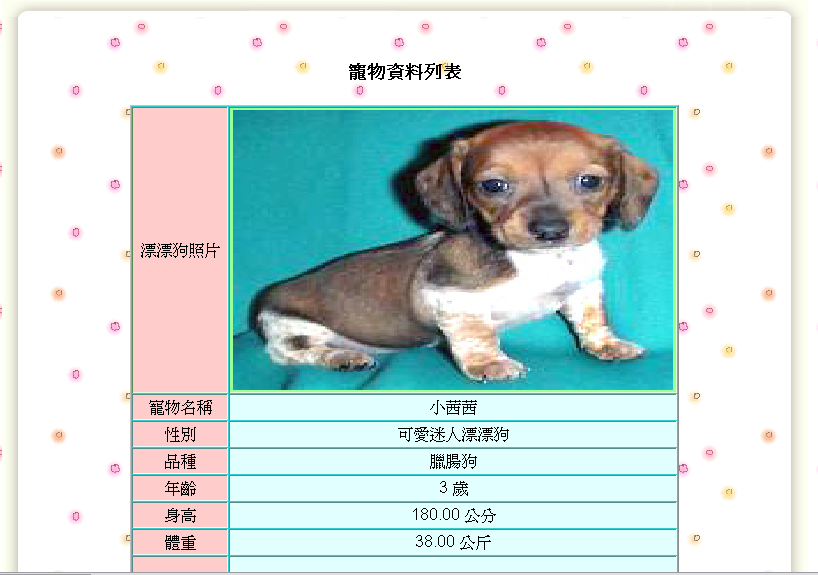 寵物資料列表
漂漂狗照片
寵物名稱 小茜茜
性別 可愛迷人漂漂狗
品種 臘腸狗
年齡 3 歲
身高 180.00 公分
體重 38.00 公斤